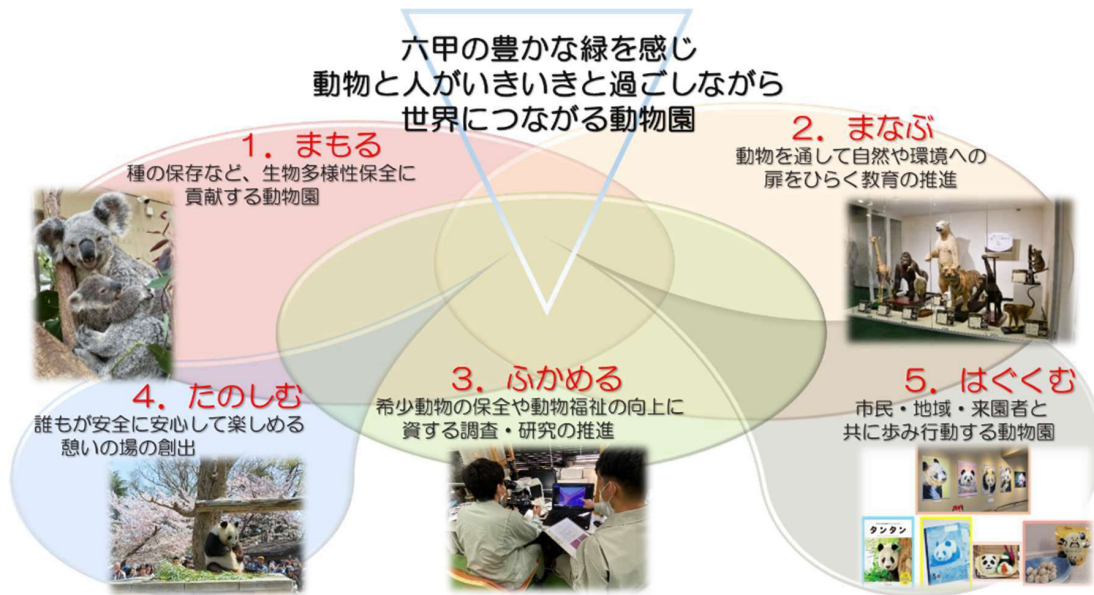 六甲の豊かな緑を感じ
動物と人がいきいきと過ごしながら
世界につながる動物園
1．まもる
種の保存など、生物多様性保全に
貢献する動物園
2．まなぶ
動物を通して自然や環境への
扉をひらく教育の推進
3．ふかめる
希少動物の保全や動物福祉の向上に
資する調査・研究の推進
4．たのしむ
誰もが安全に安心して楽しめる
憩いの場の創出
5．はぐくむ
市民・地域・来園者と
共に歩み行動する動物園
タンタン